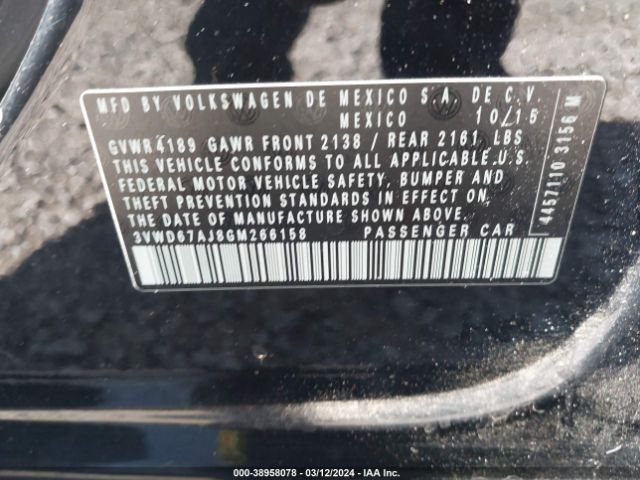 MFD BY VOLKSWAGEN DE MEXICO S.A. DE C.V.
MEXICO 10/15
GVWR 4189 GAWR FRONT 2138 / REAR 2161 LBS
THIS VEHICLE CONFORMS TO ALL APPLICABLE U.S.
FEDERAL MOTOR VEHICLE SAFETY, BUMPER AND
THEFT PREVENTION STANDARDS IN EFFECT ON
THE DATE OF MANUFACTURE SHOWN ABOVE.
3VWD67AJ8GM266158 PASSENGER CAR
4457110 3156 M
000-38958078 - 03/12/2024 - IAA Inc.